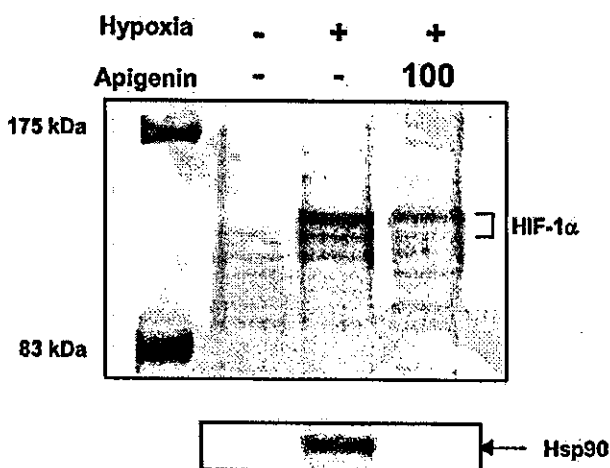 Hypoxia - + +
Apigenin - - 100
175 kDa
HIF-1α
83 kDa
Hsp90